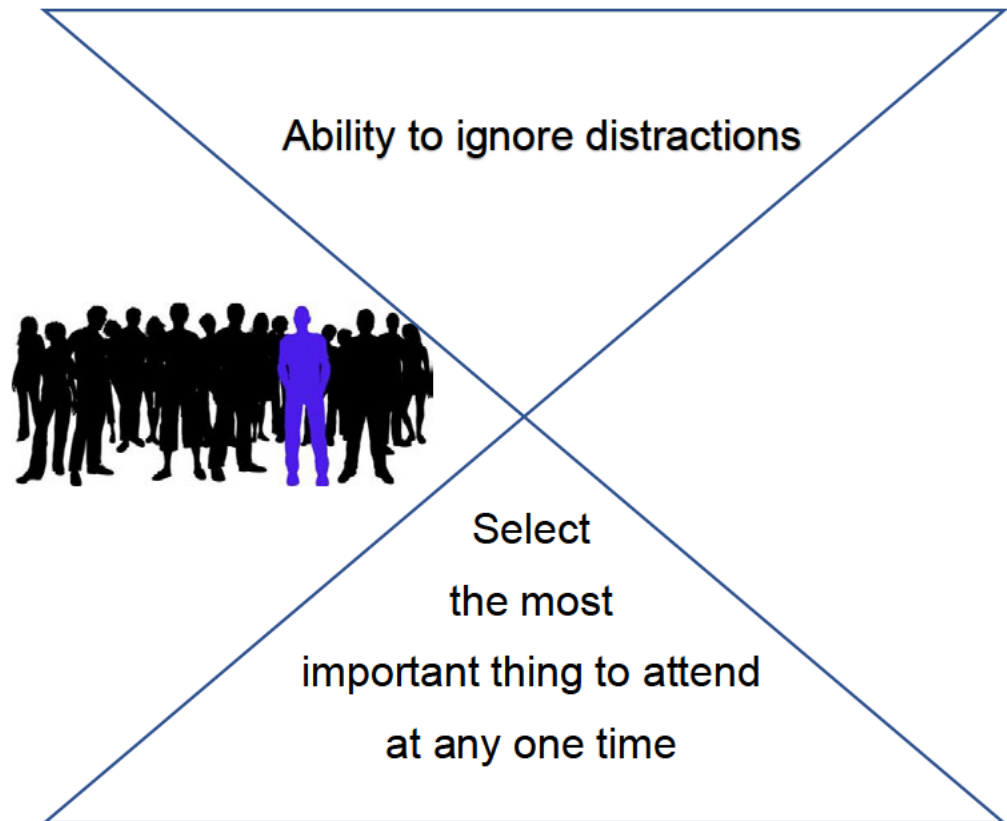 Ability to ignore distractions
Select
the most
important thing to attend
at any one time